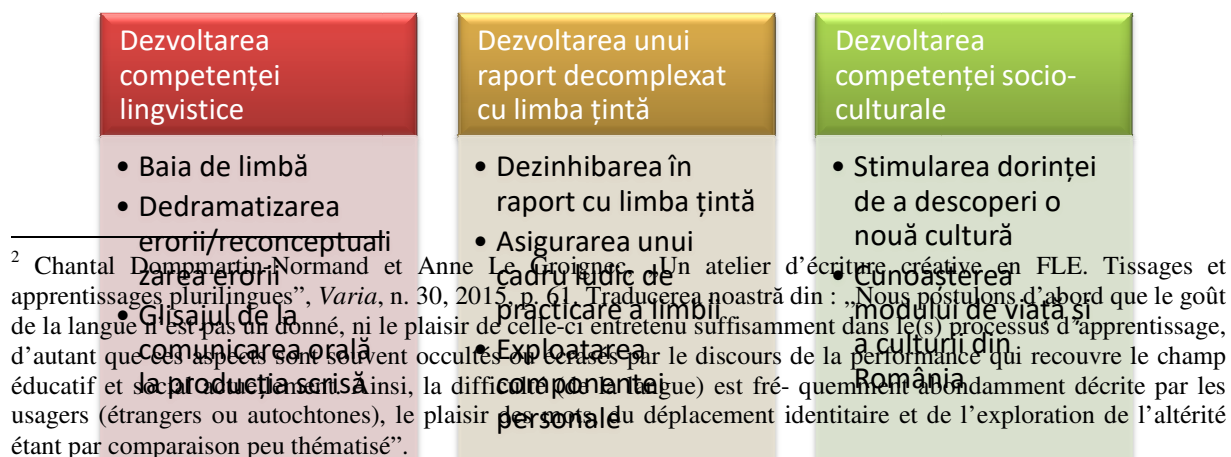 Dezvoltarea
competenței
lingvistice
• Baia de limbă
• Dedramatizarea
erorii/reconceptuali
zarea erorii
• Glisajul de la
comunicarea orală
la producția scrisă
Dezvoltarea unui
raport decomplexat
cu limba țintă
• Dezinhibarea în
raport cu limba țintă
• Asigurarea unui
cadru ludic de
practicare a limbii
• Exploatarea
componentei
personale
Dezvoltarea
competenței socio-
culturale
• Stimularea dorinței
de a descoperi o
nouă cultură
• Cunoașterea
modului de viață și
a culturii din
România
2 Chantal Dompmartin-Normand et Anne Le Groignec, „Un atelier d’écriture créative en FLE. Tissages et
apprentissages plurilingues”, Varia, n. 30, 2015, p. 61. Traducerea noastră din : „Nous postulons d’abord que le goût
de la langue n’est pas un donné, ni le plaisir de celle-ci entretenu suffisamment dans le(s) processus d’apprentissage,
d’autant que ces aspects sont souvent occultés ou écrasés par le discours de la performance qui recouvre le champ
éducatif et social actuellement. Ainsi, la difficulté (de la langue) est fré- quemment abondamment décrite par les
usagers (étrangers ou autochtones), le plaisir des mots, du déplacement identitaire et de l’exploration de l’altérité
étant par comparaison peu thématisé”.